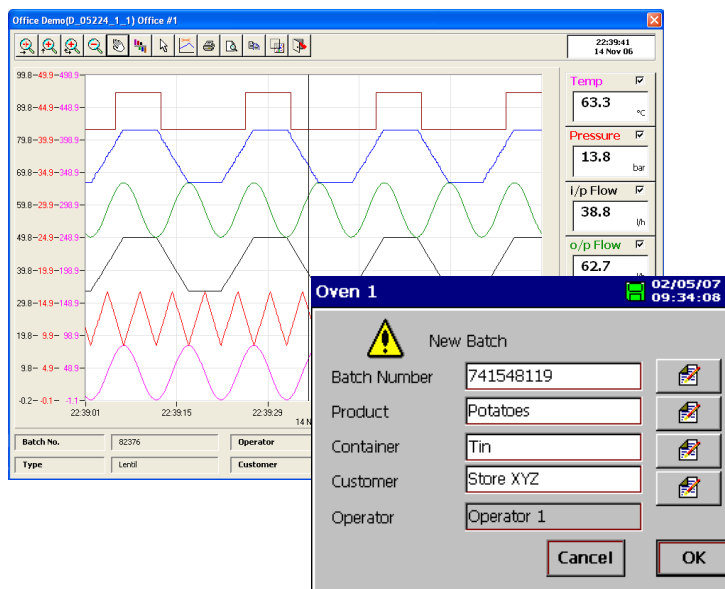 Office Demo(D_05224_1_1) Office #1
22:39:41
14 Nov 06
99.8-49.9-498.9
89.8-44.9-448.9
79.8-39.9-398.9
69.8-34.9-348.9
59.8-29.9-298.9
49.8-24.9-248.9
39.8-19.9-198.9
29.8-14.9-148.9
19.8- 9.9- 98.9
9.8- 4.9- 48.9
-0.2- -0.1- -1.1
22:39:01 22:39:15 22:39:29
14 N
Temp
63.3
°C
Pressure
13.8
bar
i/p Flow
38.8
l/h
o/p Flow
62.7
Batch No. 82376 Operator
Type Lentil Customer
Oven 1 02/05/07
09:34:08
New Batch
Batch Number 741548119
Product Potatoes
Container Tin
Customer Store XYZ
Operator Operator 1
Cancel OK